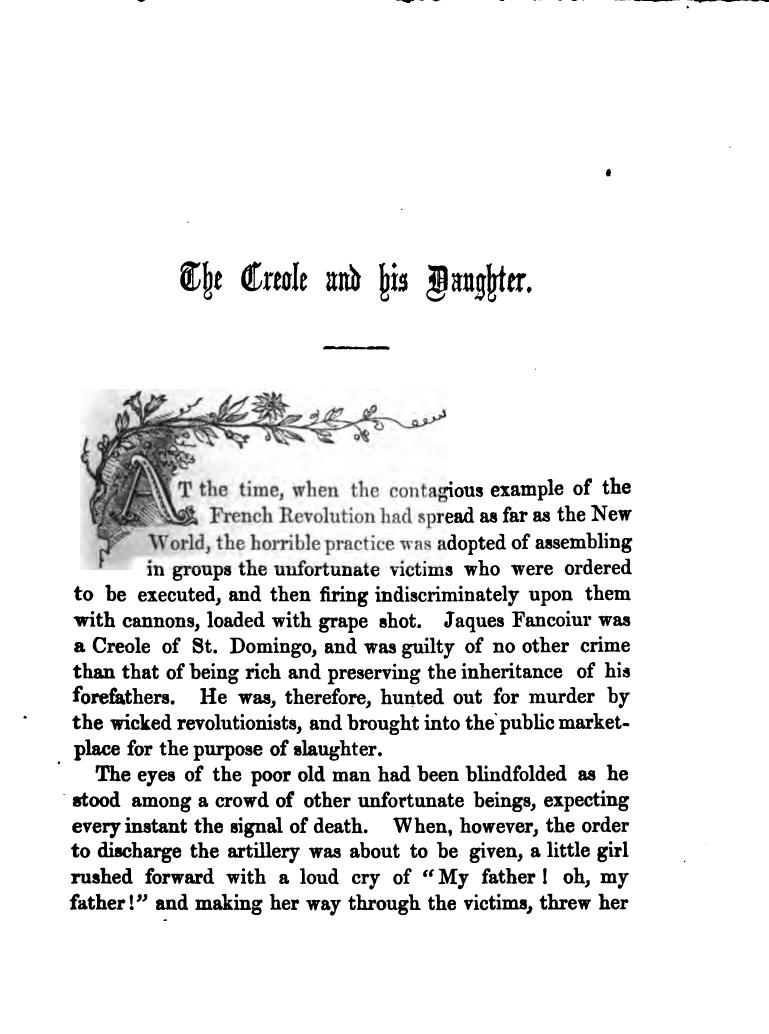 The Creole and his Daughter.
AT the time, when the contagious example of the
French Revolution had spread as far as the New
World, the horrible practice was adopted of assembling
in groups the unfortunate victims who were ordered
to be executed, and then firing indiscriminately upon them
with cannons, loaded with grape shot. Jaques Fancoiur was
a Creole of St. Domingo, and was guilty of no other crime
than that of being rich and preserving the inheritance of his
forefathers. He was, therefore, hunted out for murder by
the wicked revolutionists, and brought into the public market-
place for the purpose of slaughter.
The eyes of the poor old man had been blindfolded as he
stood among a crowd of other unfortunate beings, expecting
every instant the signal of death. When, however, the order
to discharge the artillery was about to be given, a little girl
rushed forward with a loud cry of "My father! oh, my
father!" and making her way through the victims, threw her